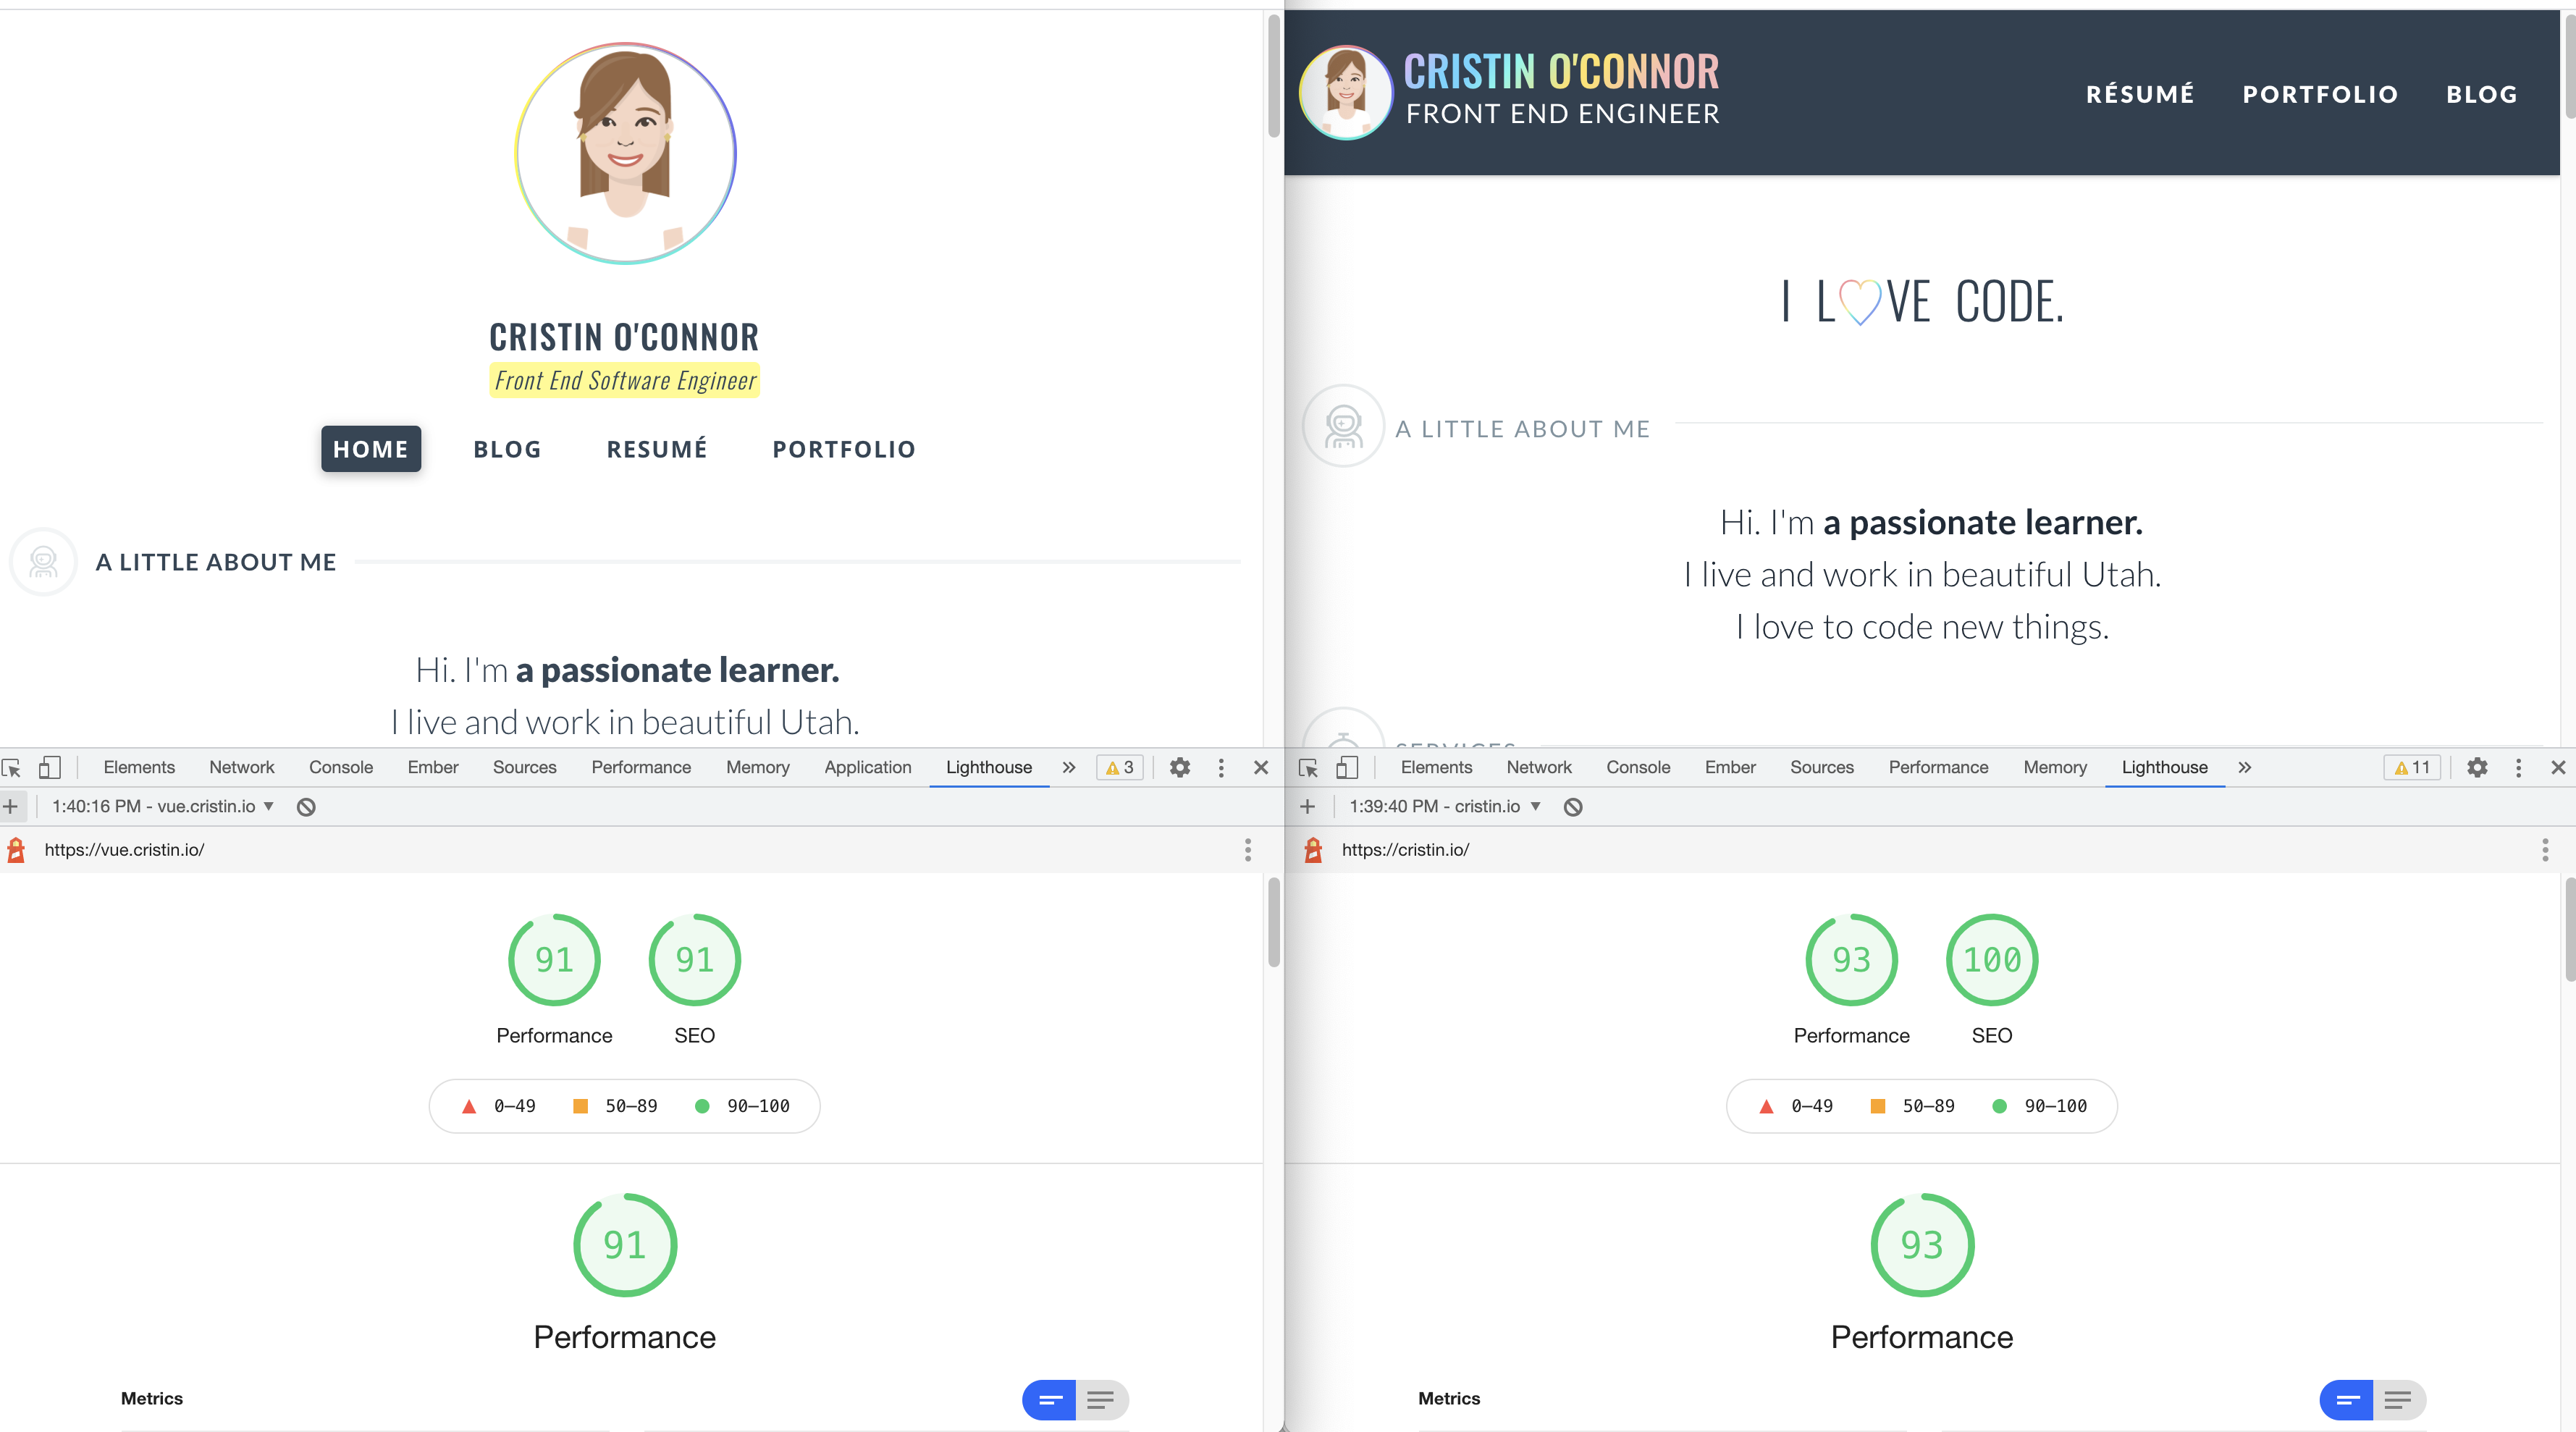 CRISTIN O'CONNOR
Front End Software Engineer
HOME BLOG RESUMÉ PORTFOLIO
A LITTLE ABOUT ME
Hi. I'm a passionate learner.
I live and work in beautiful Utah.
Elements Network Console Ember Sources Performance Memory Application Lighthouse » 3
1:40:16 PM - vue.cristin.io
https://vue.cristin.io/
91 91
Performance SEO
0–49 50–89 90–100
91
Performance
Metrics
CRISTIN O'CONNOR
FRONT END ENGINEER
RÉSUMÉ PORTFOLIO BLOG
I LOVE CODE.
A LITTLE ABOUT ME
Hi. I'm a passionate learner.
I live and work in beautiful Utah.
I love to code new things.
SERVICES
Elements Network Console Ember Sources Performance Memory Lighthouse » 11
1:39:40 PM - cristin.io
https://cristin.io/
93 100
Performance SEO
0–49 50–89 90–100
93
Performance
Metrics